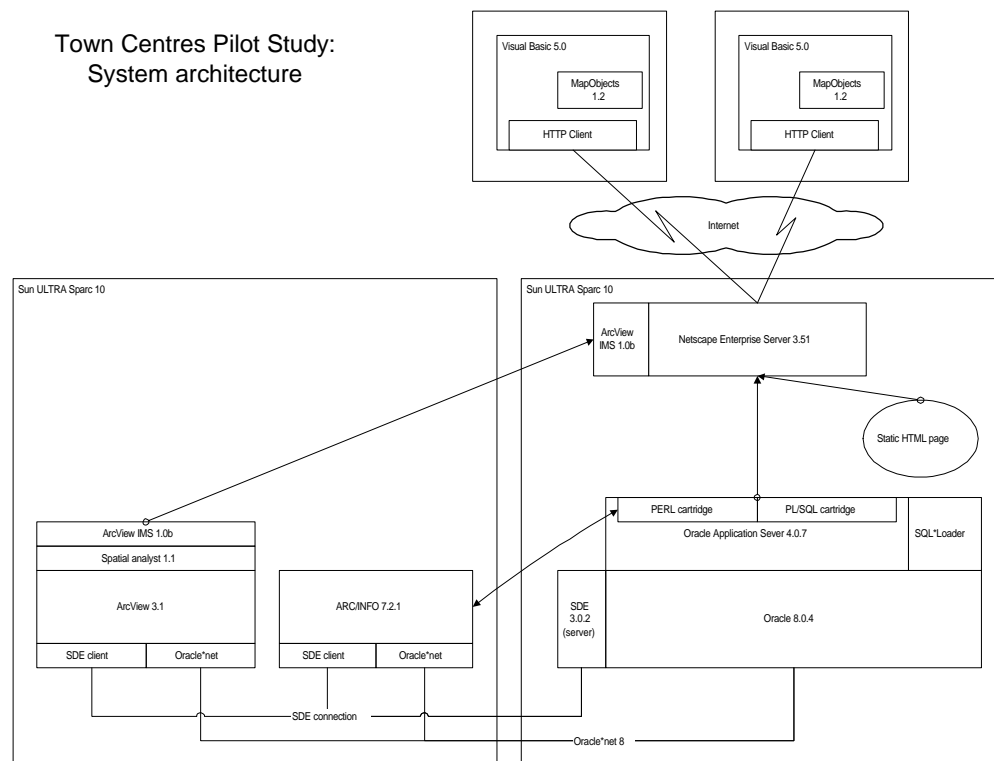 Town Centres Pilot Study:
System architecture
Visual Basic 5.0
MapObjects
1.2
HTTP Client
Visual Basic 5.0
MapObjects
1.2
HTTP Client
Internet
Sun ULTRA Sparc 10
Sun ULTRA Sparc 10
ArcView
IMS 1.0b
Netscape Enterprise Server 3.51
Static HTML page
ArcView IMS 1.0b
Spatial analyst 1.1
ArcView 3.1
SDE client
Oracle*net
ARC/INFO 7.2.1
SDE client
Oracle*net
PERL cartridge
PL/SQL cartridge
Oracle Application Sever 4.0.7
SQL*Loader
SDE
3.0.2
(server)
Oracle 8.0.4
SDE connection
Oracle*net 8